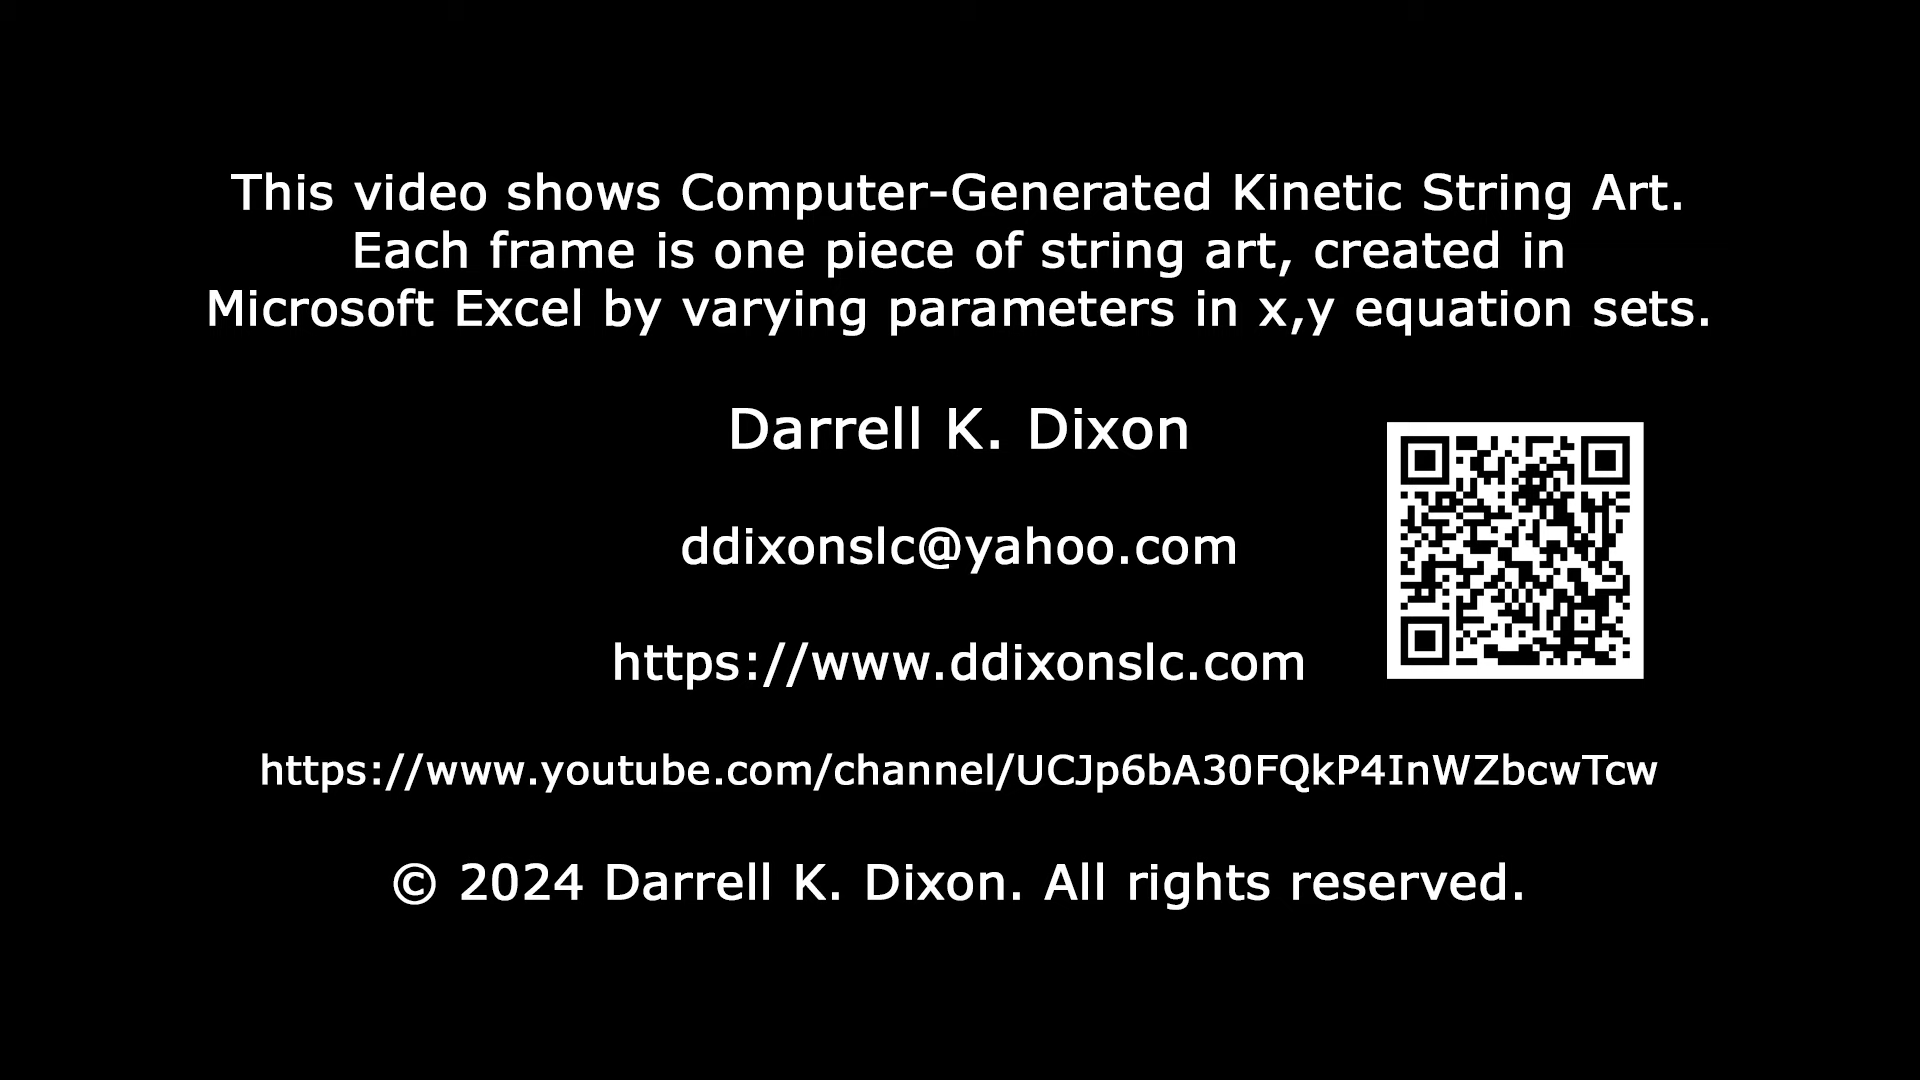 This video shows Computer-Generated Kinetic String Art.
Each frame is one piece of string art, created in
Microsoft Excel by varying parameters in x,y equation sets.
Darrell K. Dixon
ddixonslc@yahoo.com
https://www.ddixonslc.com
https://www.youtube.com/channel/UCJp6bA30FQkP4InWZbcwTcw
© 2024 Darrell K. Dixon. All rights reserved.